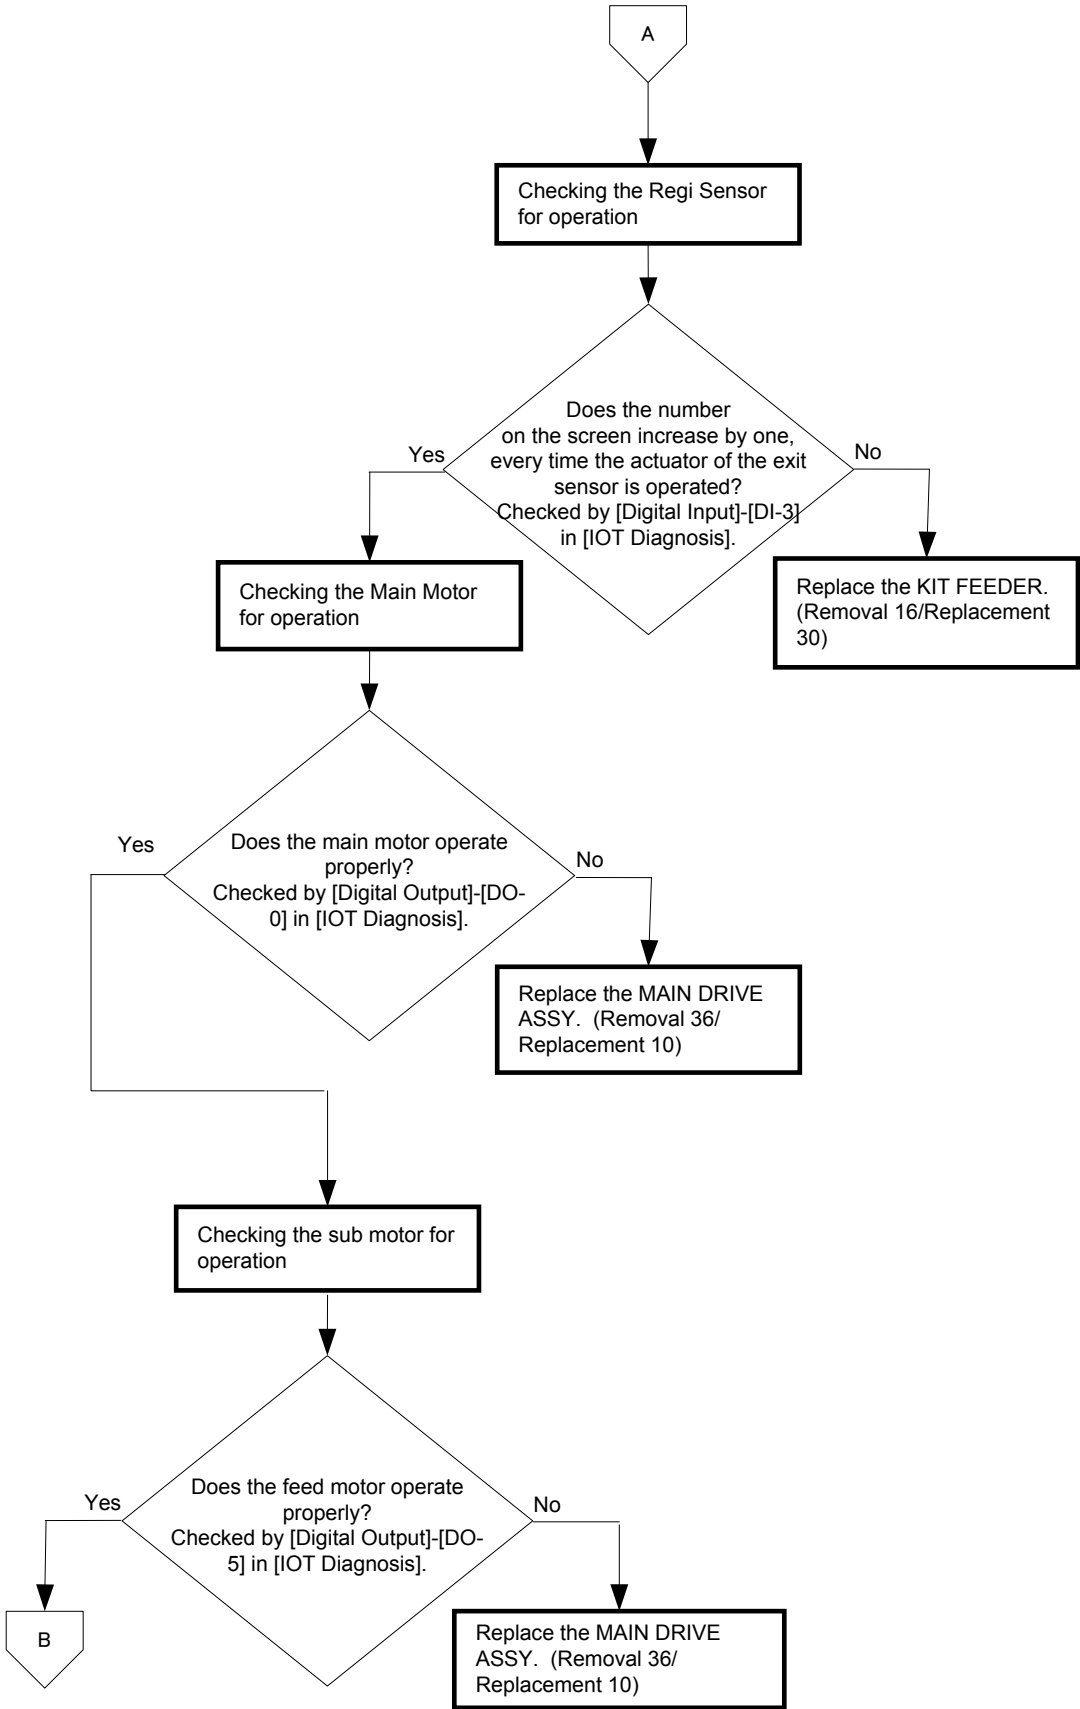 A
Checking the Regi Sensor
for operation
Does the number
on the screen increase by one,
every time the actuator of the exit
sensor is operated?
Checked by [Digital Input]-[DI-3]
in [IOT Diagnosis].
Yes
No
Checking the Main Motor
for operation
Replace the KIT FEEDER.
(Removal 16/Replacement
30)
Does the main motor operate
properly?
Checked by [Digital Output]-[DO-
0] in [IOT Diagnosis].
Yes
No
Replace the MAIN DRIVE
ASSY.  (Removal 36/
Replacement 10)
Checking the sub motor for
operation
Does the feed motor operate
properly?
Checked by [Digital Output]-[DO-
5] in [IOT Diagnosis].
Yes
No
B
Replace the MAIN DRIVE
ASSY.  (Removal 36/
Replacement 10)